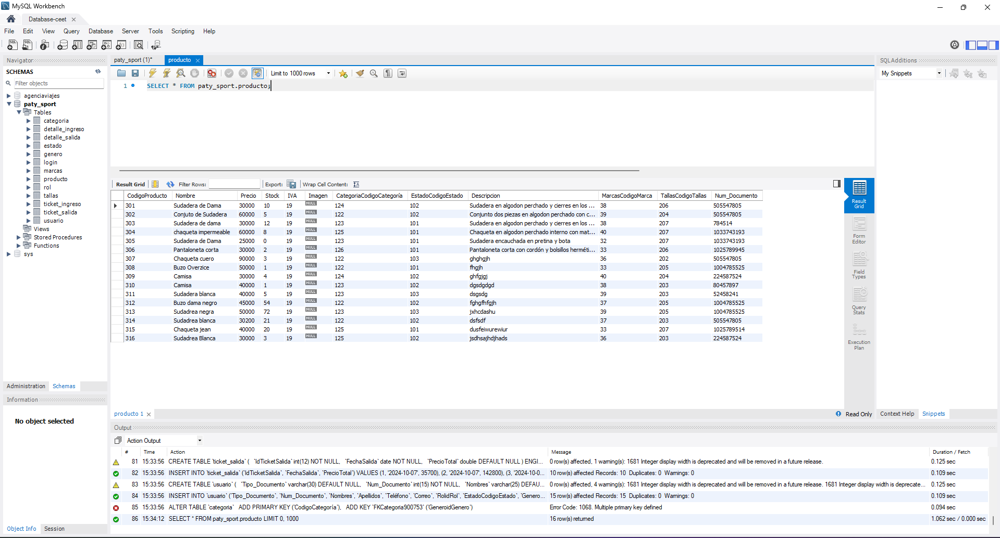 MySQL Workbench
Database-ceet
File Edit View Query Database Server Tools Scripting Help
Navigator
SCHEMAS
Filter objects
agenciaviajes
paty_sport
Tables
categoria
detalle_ingreso
detalle_salida
estado
genero
login
marcas
producto
rol
tallas
ticket_ingreso
ticket_salida
usuario
Views
Stored Procedures
Functions
sys
Administration Schemas
Information
No object selected
Object Info Session
paty_sport (1)* producto
Limit to 1000 rows
1 SELECT * FROM paty_sport.producto;
Result Grid Filter Rows: Export: Wrap Cell Content:
CodigoProducto Nombre Precio Stock IVA Imagen CategoriaCodigoCategoría EstadoCodigoEstado Descripcion MarcasCodigoMarca TallasCodigoTallas Num_Documento
301 Sudadera de Dama 30000 10 19 NULL 124 102 Sudadera en algodon perchado y cierres en los ... 38 206 505547805
302 Conjuto de Sudadera 60000 5 19 NULL 122 102 Conjunto dos piezas en algodon perchado con c... 39 204 505547805
303 Sudadera de dama 30000 12 19 NULL 123 101 Sudadera en algodon perchado y cierres en los ... 38 207 784514
304 chaqueta impermeable 60000 8 19 NULL 125 101 Chaqueta en algodon perchado interno con mat... 40 207 1033743193
305 Sudadera de Dama 25000 0 19 NULL 123 101 Sudadera encauchada en pretina y bota 32 207 1033743193
306 Pantaloneta corta 30000 2 19 NULL 126 101 Pantaloneta corta con cordón y bolsillos herméti... 33 206 1025789945
307 Chaqueta cuero 90000 3 19 NULL 122 103 ghghgjh 36 202 505547805
308 Buzo Overzice 50000 1 19 NULL 122 101 fhgjh 33 205 1004785525
309 Camisa 30000 4 19 NULL 124 102 ghfgjgj 40 204 224587524
310 Camisa 40000 1 19 NULL 123 102 dgsdgdgd 38 203 80457897
311 Sudadera blanca 40000 5 19 NULL 123 103 dsgsdg 39 203 52458241
312 Buzo dama negro 45000 54 19 NULL 122 102 fghgfhfgjh 37 205 1004785525
313 Sudadrea negra 50000 72 19 NULL 123 103 jxhcdashu 39 205 1004785525
314 Sudadrea blanca 30200 21 19 NULL 122 102 dsfsdf 37 203 505547805
315 Chaqueta jean 40000 20 19 NULL 125 101 dusfeiwurewiur 33 207 1025789514
316 Sudadrea Blanca 30000 3 19 NULL 125 102 jsdhsajhdjhads 36 203 224587524
Result Grid
Form Editor
Field Types
Query Stats
Execution Plan
producto 1
Read Only
SQLAdditions
My Snippets
Context Help Snippets
Output
Action Output
# Time Action Message Duration / Fetch
81 15:33:56 CREATE TABLE `ticket_salida` ( `IdTicketSalida` int(12) NOT NULL, `FechaSalida` date NOT NULL, `PrecioTotal` double DEFAULT NULL ) ENGI... 0 row(s) affected, 1 warning(s): 1681 Integer display width is deprecated and will be removed in a future release. 0.125 sec
82 15:33:56 INSERT INTO `ticket_salida` (`IdTicketSalida`, `FechaSalida`, `PrecioTotal`) VALUES (1, '2024-10-07', 35700), (2, '2024-10-07', 142800), (3, '2024-10-0... 10 row(s) affected Records: 10 Duplicates: 0 Warnings: 0 0.109 sec
83 15:33:56 CREATE TABLE `usuario` ( `Tipo_Documento` varchar(30) DEFAULT NULL, `Num_Documento` int(15) NOT NULL, `Nombres` varchar(25) DEFAU... 0 row(s) affected, 4 warning(s): 1681 Integer display width is deprecated and will be removed in a future release. 1681 Integer display width is deprecate... 0.125 sec
84 15:33:56 INSERT INTO `usuario` (`Tipo_Documento`, `Num_Documento`, `Nombres`, `Apellidos`, `Teléfono`, `Correo`, `RolidRol`, `EstadoCodigoEstado`, `Genero... 15 row(s) affected Records: 15 Duplicates: 0 Warnings: 0 0.109 sec
85 15:33:56 ALTER TABLE `categoria` ADD PRIMARY KEY (`CodigoCategoría`), ADD KEY `FKCategoria900753` (`GeneroidGenero`) Error Code: 1068. Multiple primary key defined 0.094 sec
86 15:34:12 SELECT * FROM paty_sport.producto LIMIT 0, 1000 16 row(s) returned 1.062 sec / 0.000 sec